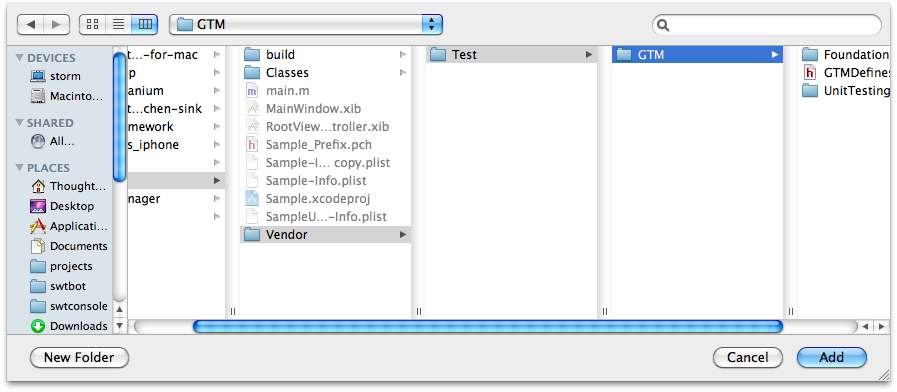 GTM
DEVICES
storm
Macinto...
SHARED
All...
PLACES
Thought...
Desktop
Applicati...
Documents
projects
swtbot
swtconsole
Downloads
t...-for-mac
p
anium
t...chen-sink
mework
s_iphone
nager
build
Classes
main.m
MainWindow.xib
RootView...troller.xib
Sample_Prefix.pch
Sample-I... copy.plist
Sample-Info.plist
Sample.xcodeproj
SampleU...-Info.plist
Vendor
Test
GTM
Foundation
GTMDefines
UnitTesting
New Folder
Cancel
Add